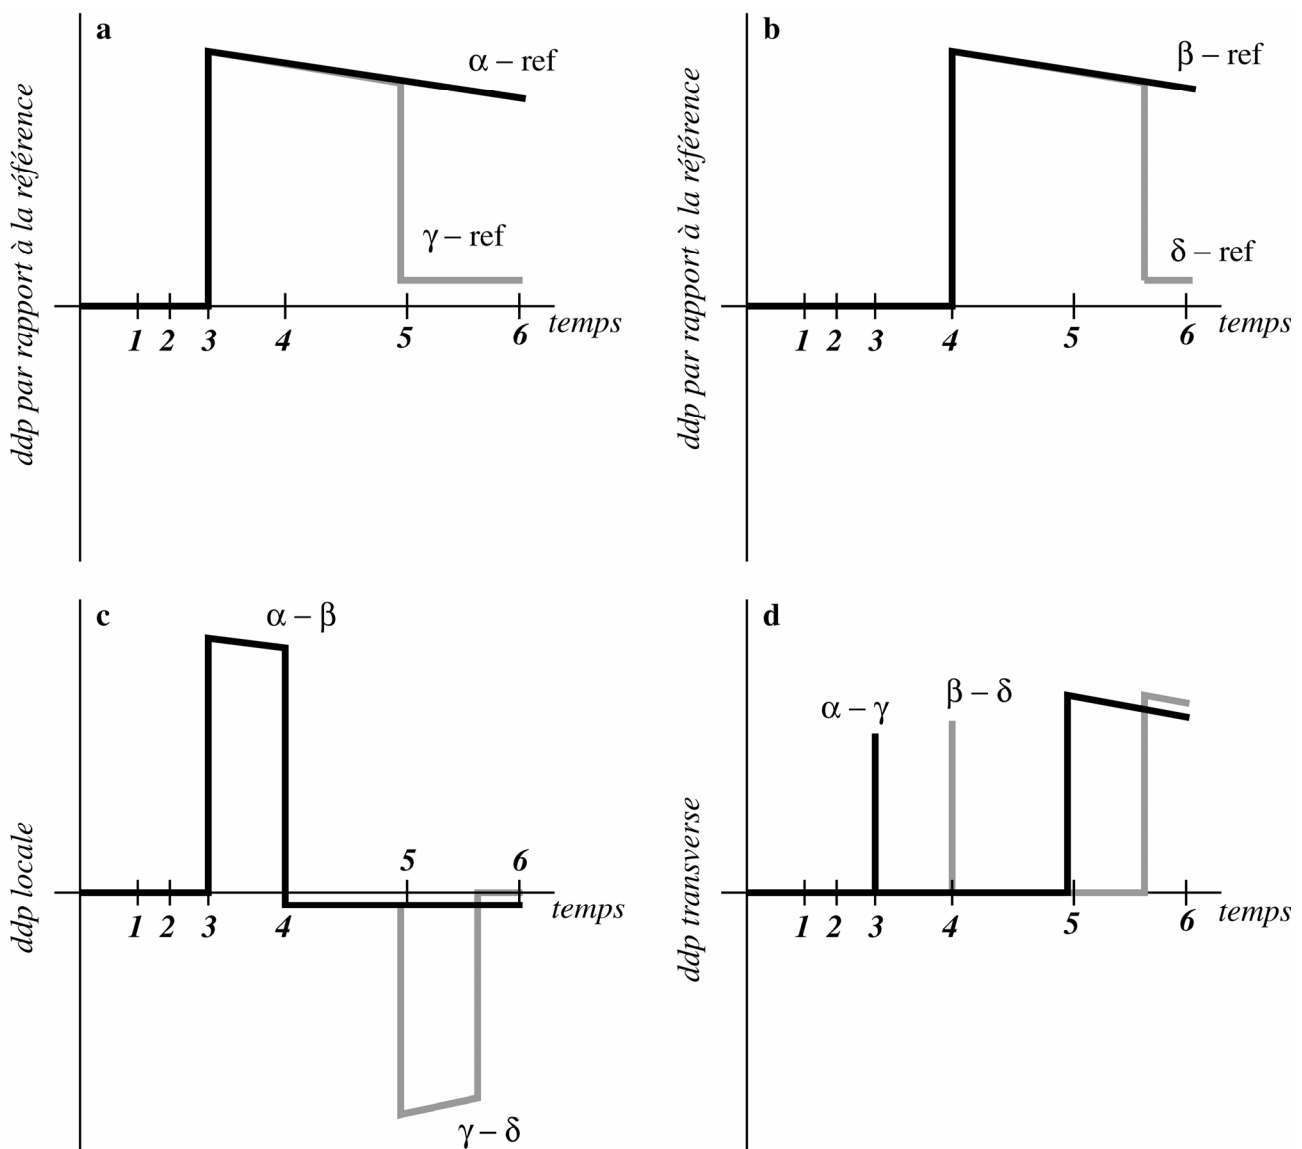 a
α – ref
γ – ref
ddp par rapport à la référence
1 2 3 4 5 6 temps
b
β – ref
δ – ref
ddp par rapport à la référence
1 2 3 4 5 6 temps
c
α – β
5 6
ddp locale
1 2 3 4 temps
γ – δ
d
β – δ
α – γ
ddp transverse
1 2 3 4 5 6 temps